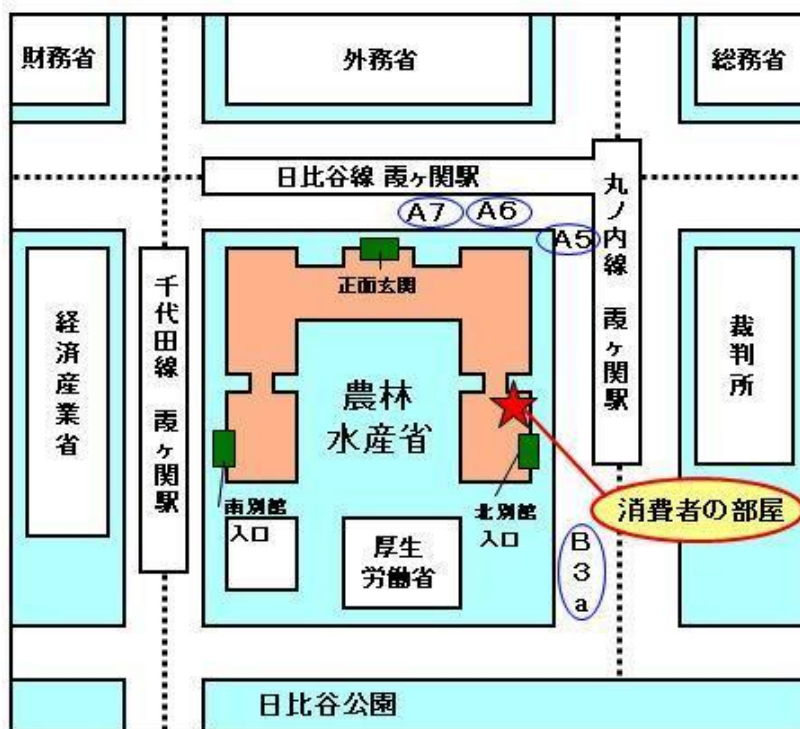 財務省
外務省
総務省
日比谷線 霞ヶ関駅
A7
A6
A5
丸ノ内線 霞ヶ関駅
正面玄関
経済産業省
千代田線 霞ヶ関駅
農林
水産省
裁判所
南別館
入口
北別館
入口
消費者の部屋
厚生
労働省
B3a
日比谷公園